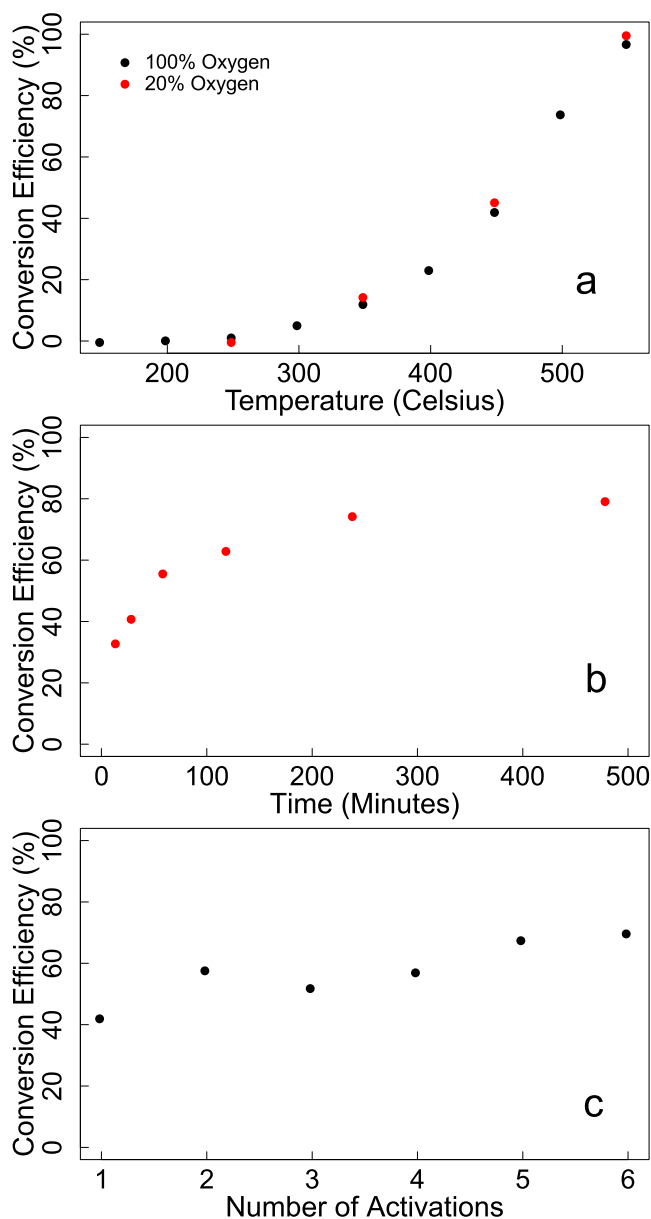 100% Oxygen
20% Oxygen
Conversion Efficiency (%)
0 20 40 60 80 100
a
200 300 400 500
Temperature (Celsius)
Conversion Efficiency (%)
0 20 40 60 80 100
b
0 100 200 300 400 500
Time (Minutes)
Conversion Efficiency (%)
0 20 40 60 80 100
c
1 2 3 4 5 6
Number of Activations